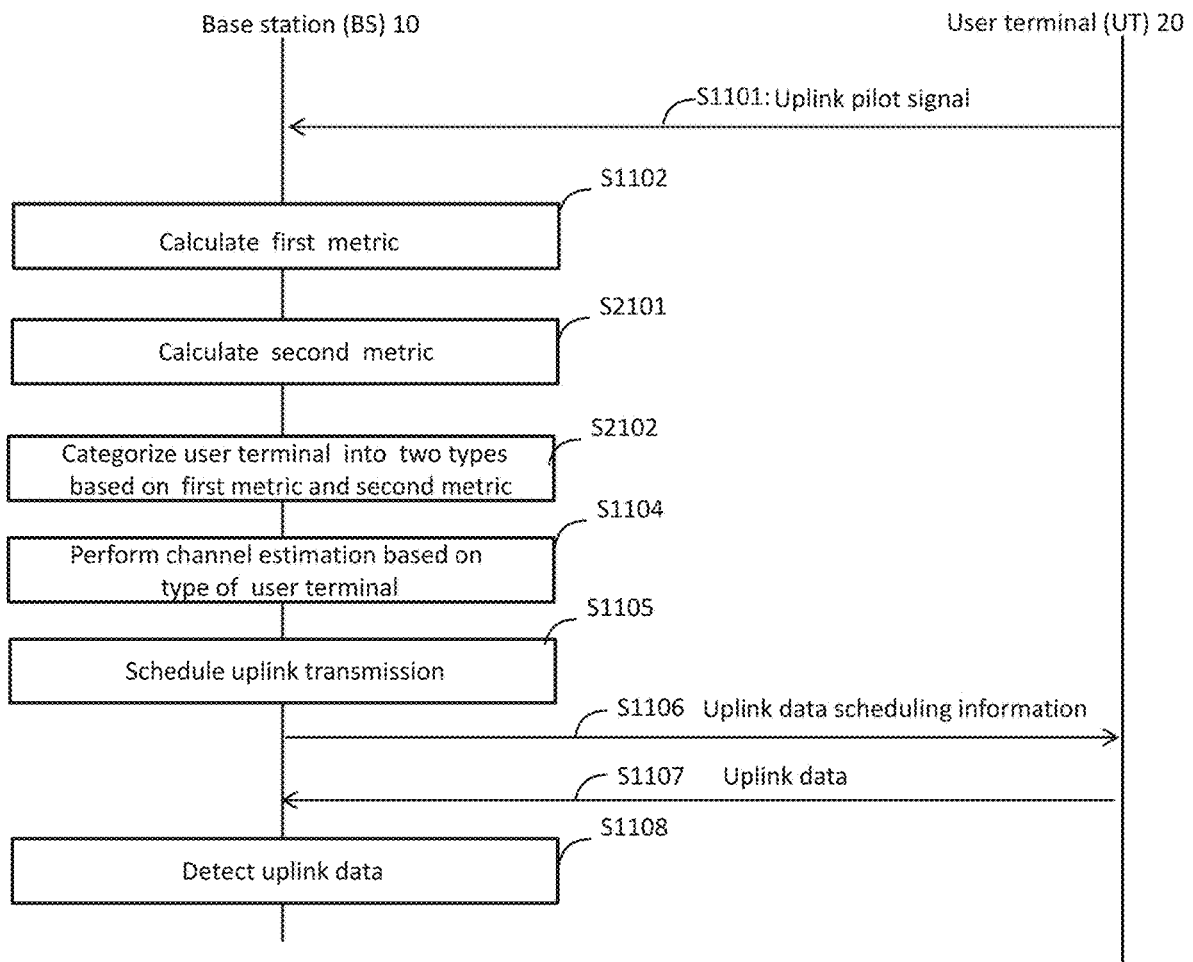 Base station (BS) 10
User terminal (UT) 20
S1101: Uplink pilot signal
S1102
Calculate first metric
S2101
Calculate second metric
S2102
Categorize user terminal into two types
based on first metric and second metric
S1104
Perform channel estimation based on
type of user terminal
S1105
Schedule uplink transmission
S1106 Uplink data scheduling information
S1107 Uplink data
S1108
Detect uplink data